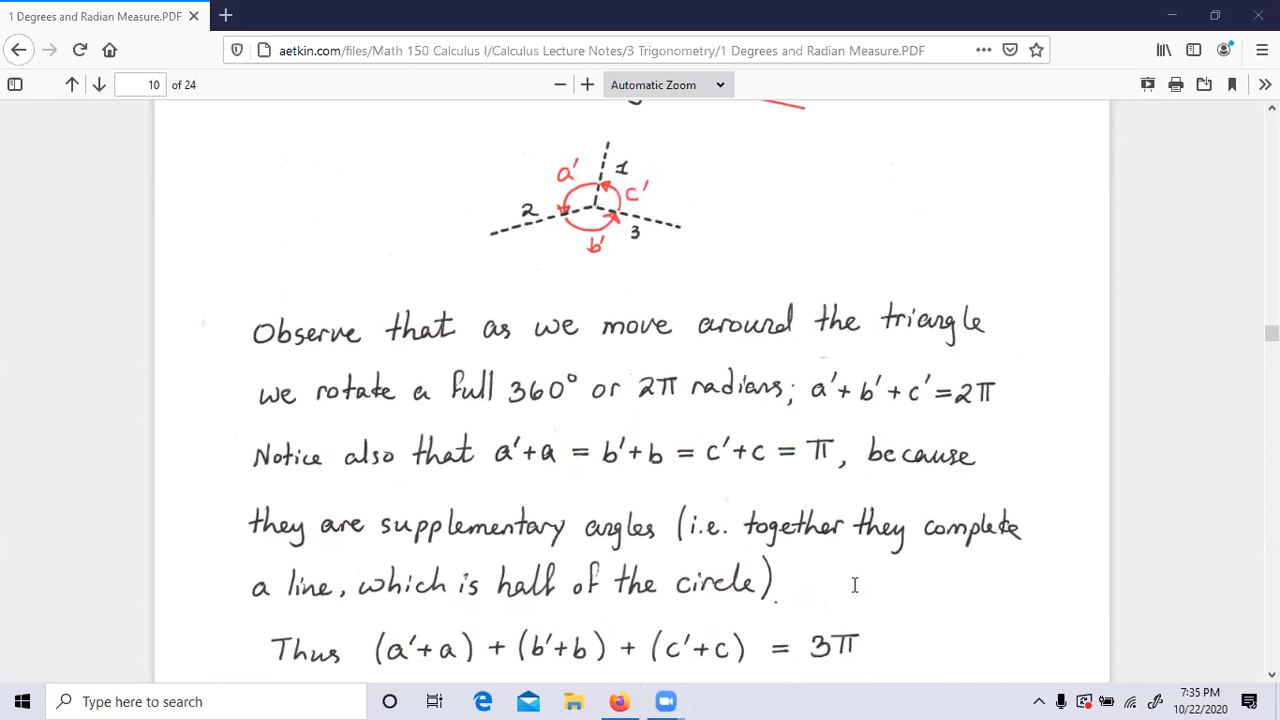 1 Degrees and Radian Measure.PDF
aetkin.com/files/Math 150 Calculus I/Calculus Lecture Notes/3 Trigonometry/1 Degrees and Radian Measure.PDF
10 of 24
Automatic Zoom
a' 1
c'
2
3
b'
Observe that as we move around the triangle
we rotate a full 360° or 2π radians; a'+b'+c'=2π
Notice also that a'+a = b'+b = c'+c = π, because
they are supplementary angles (i.e. together they complete
a line, which is half of the circle).
Thus (a'+a) + (b'+b) + (c'+c) = 3π
Type here to search
7:35 PM
10/22/2020